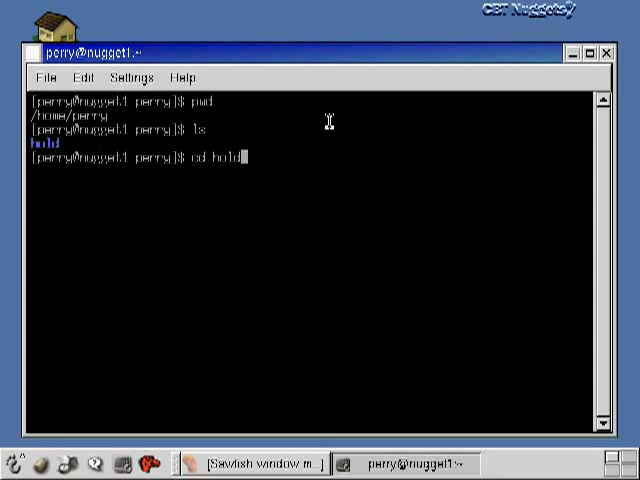 CBT Nuggets
perry@nugget1:~
File Edit Settings Help
[perry@nugget1 perry]$ pwd
/home/perry
[perry@nugget1 perry]$ ls
hold
[perry@nugget1 perry]$ cd hold
[Sawfish window m...]
perry@nugget1:~